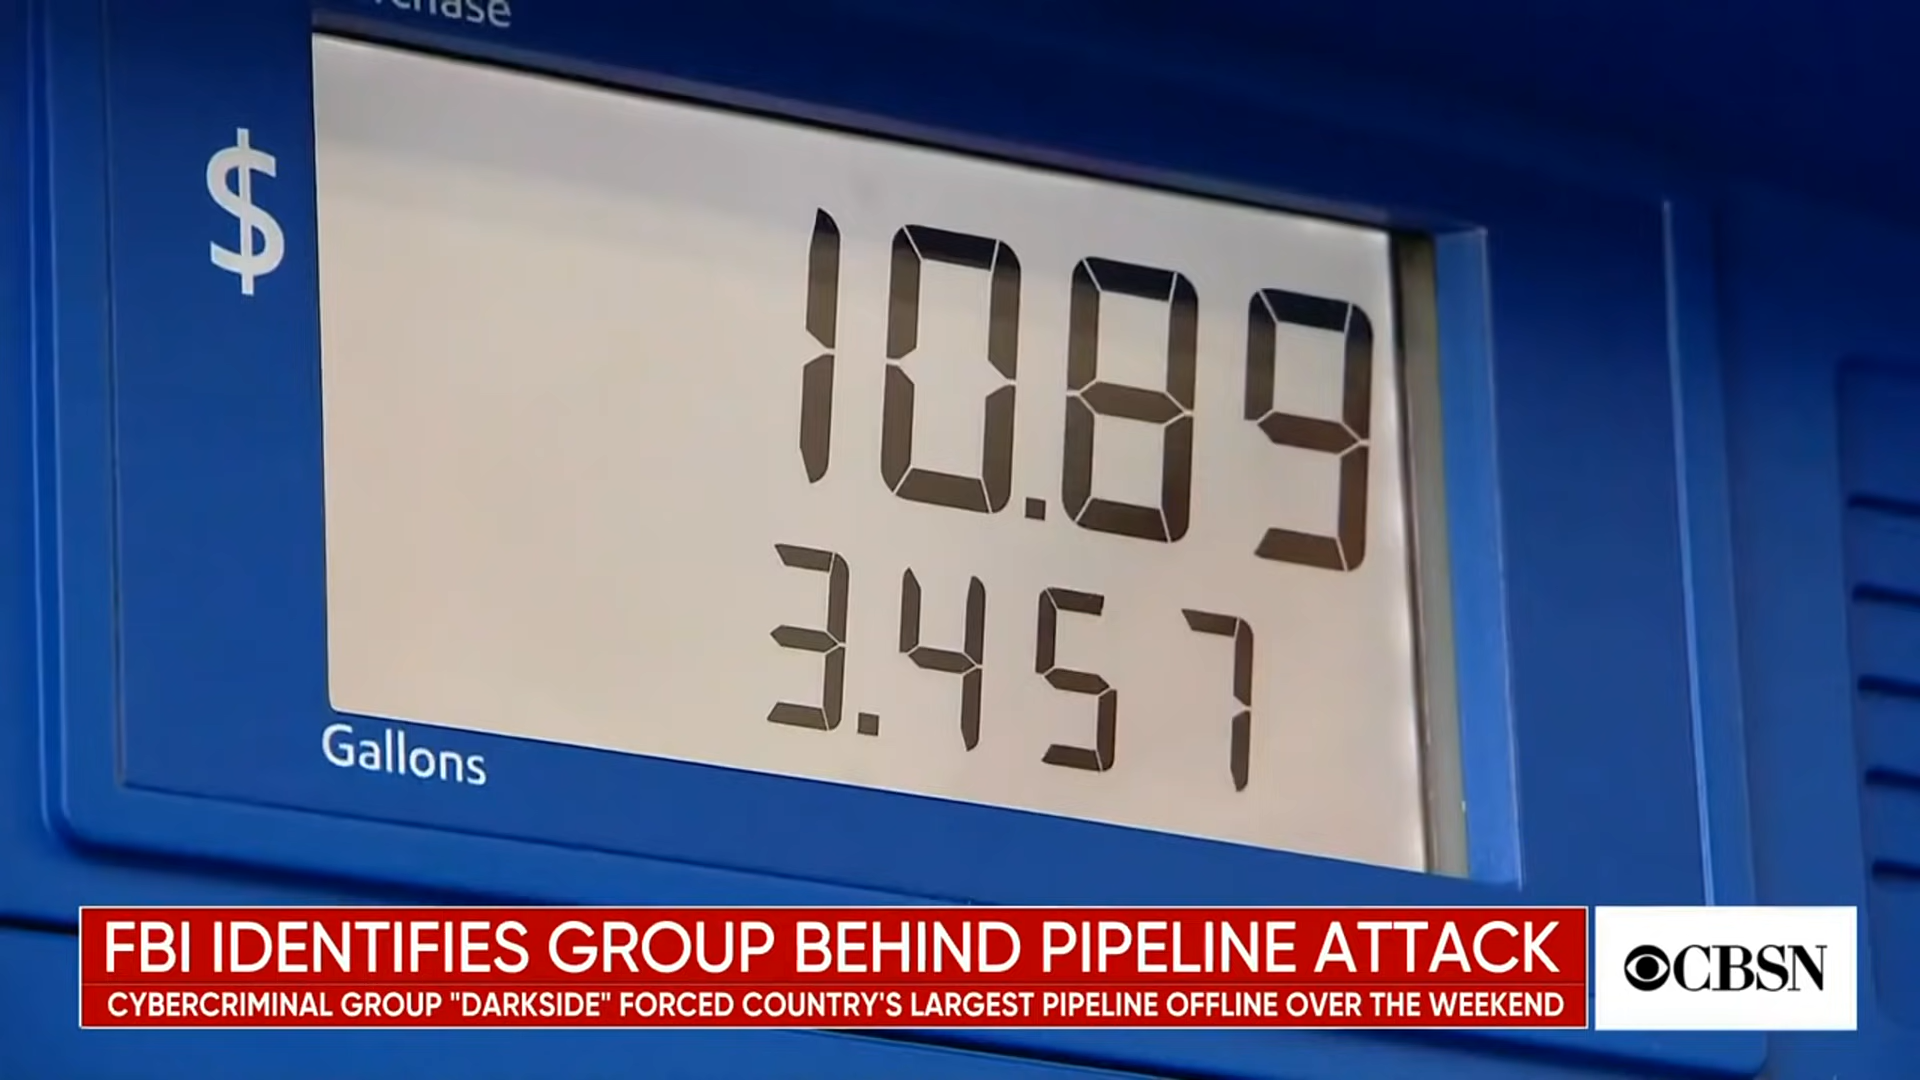 $
10.89
3.457
Gallons
FBI IDENTIFIES GROUP BEHIND PIPELINE ATTACK
CYBERCRIMINAL GROUP "DARKSIDE" FORCED COUNTRY'S LARGEST PIPELINE OFFLINE OVER THE WEEKEND
CBSN